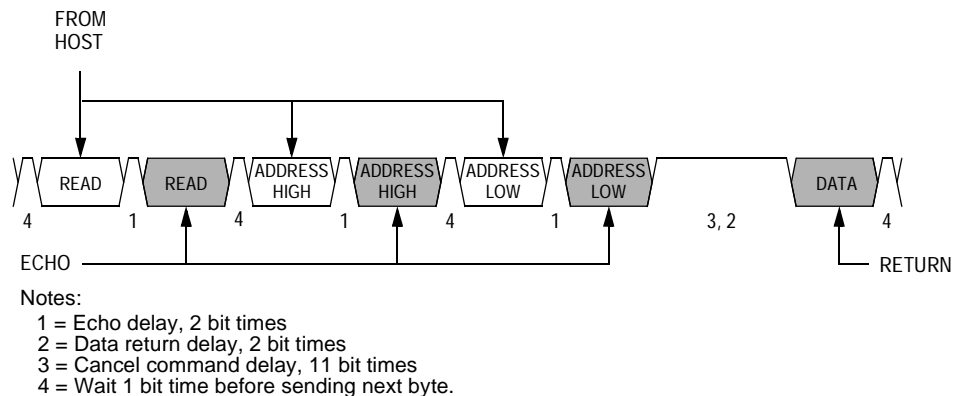 FROM
HOST
READ
READ
ADDRESS
HIGH
ADDRESS
HIGH
ADDRESS
LOW
ADDRESS
LOW
DATA
4
1
4
1
4
1
3, 2
4
ECHO
RETURN
Notes:
1 = Echo delay, 2 bit times
2 = Data return delay, 2 bit times
3 = Cancel command delay, 11 bit times
4 = Wait 1 bit time before sending next byte.